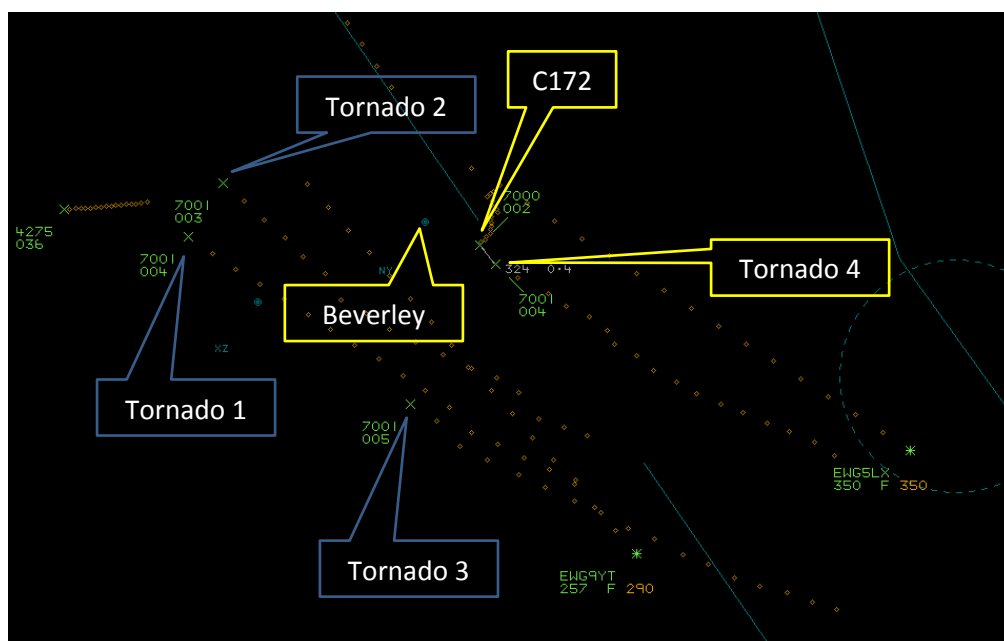 C172
Tornado 2
7000
002
7001
003
4275
036
7001
004
324 0·4
Tornado 4
NY
7001
004
Beverley
XZ
Tornado 1
7001
005
EWG5LX
350 F 350
Tornado 3
EWG9YT
257 F 290